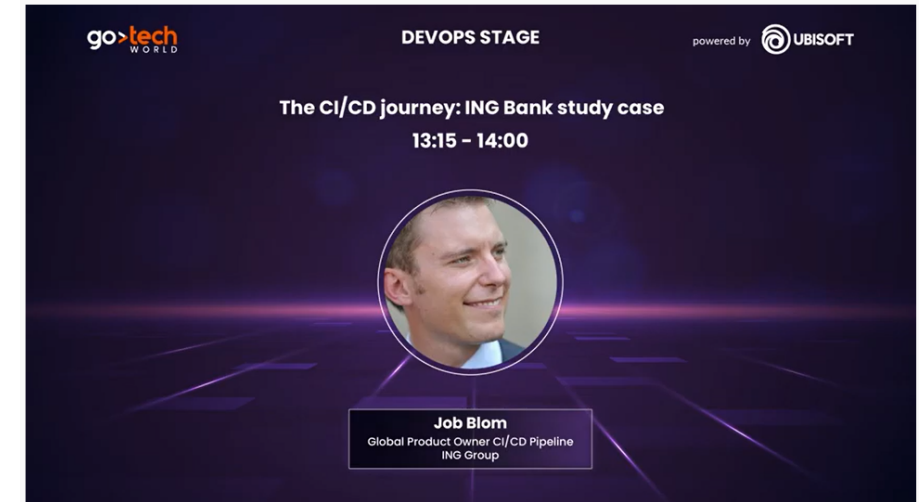 go>tech
WORLD
DEVOPS STAGE
powered by UBISOFT
The CI/CD journey: ING Bank study case
13:15 - 14:00
Job Blom
Global Product Owner CI/CD Pipeline
ING Group